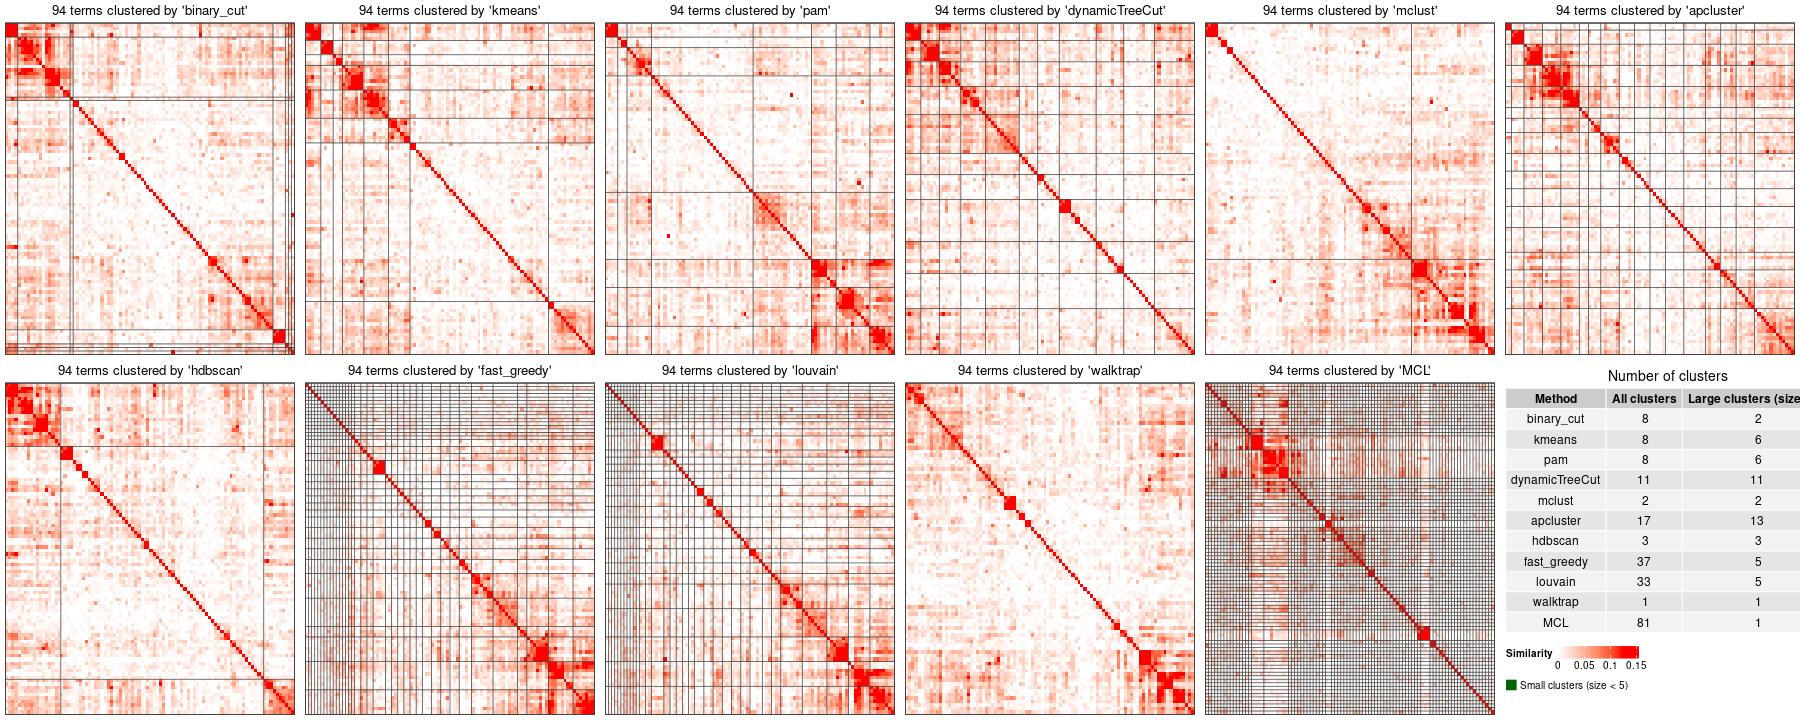 94 terms clustered by 'binary_cut'
94 terms clustered by 'kmeans'
94 terms clustered by 'pam'
94 terms clustered by 'dynamicTreeCut'
94 terms clustered by 'mclust'
94 terms clustered by 'apcluster'
94 terms clustered by 'hdbscan'
94 terms clustered by 'fast_greedy'
94 terms clustered by 'louvain'
94 terms clustered by 'walktrap'
94 terms clustered by 'MCL'
Number of clusters
Method All clusters Large clusters (size
binary_cut 8 2
kmeans 8 6
pam 8 6
dynamicTreeCut 11 11
mclust 2 2
apcluster 17 13
hdbscan 3 3
fast_greedy 37 5
louvain 33 5
walktrap 1 1
MCL 81 1
Similarity
0 0.05 0.1 0.15
Small clusters (size < 5)